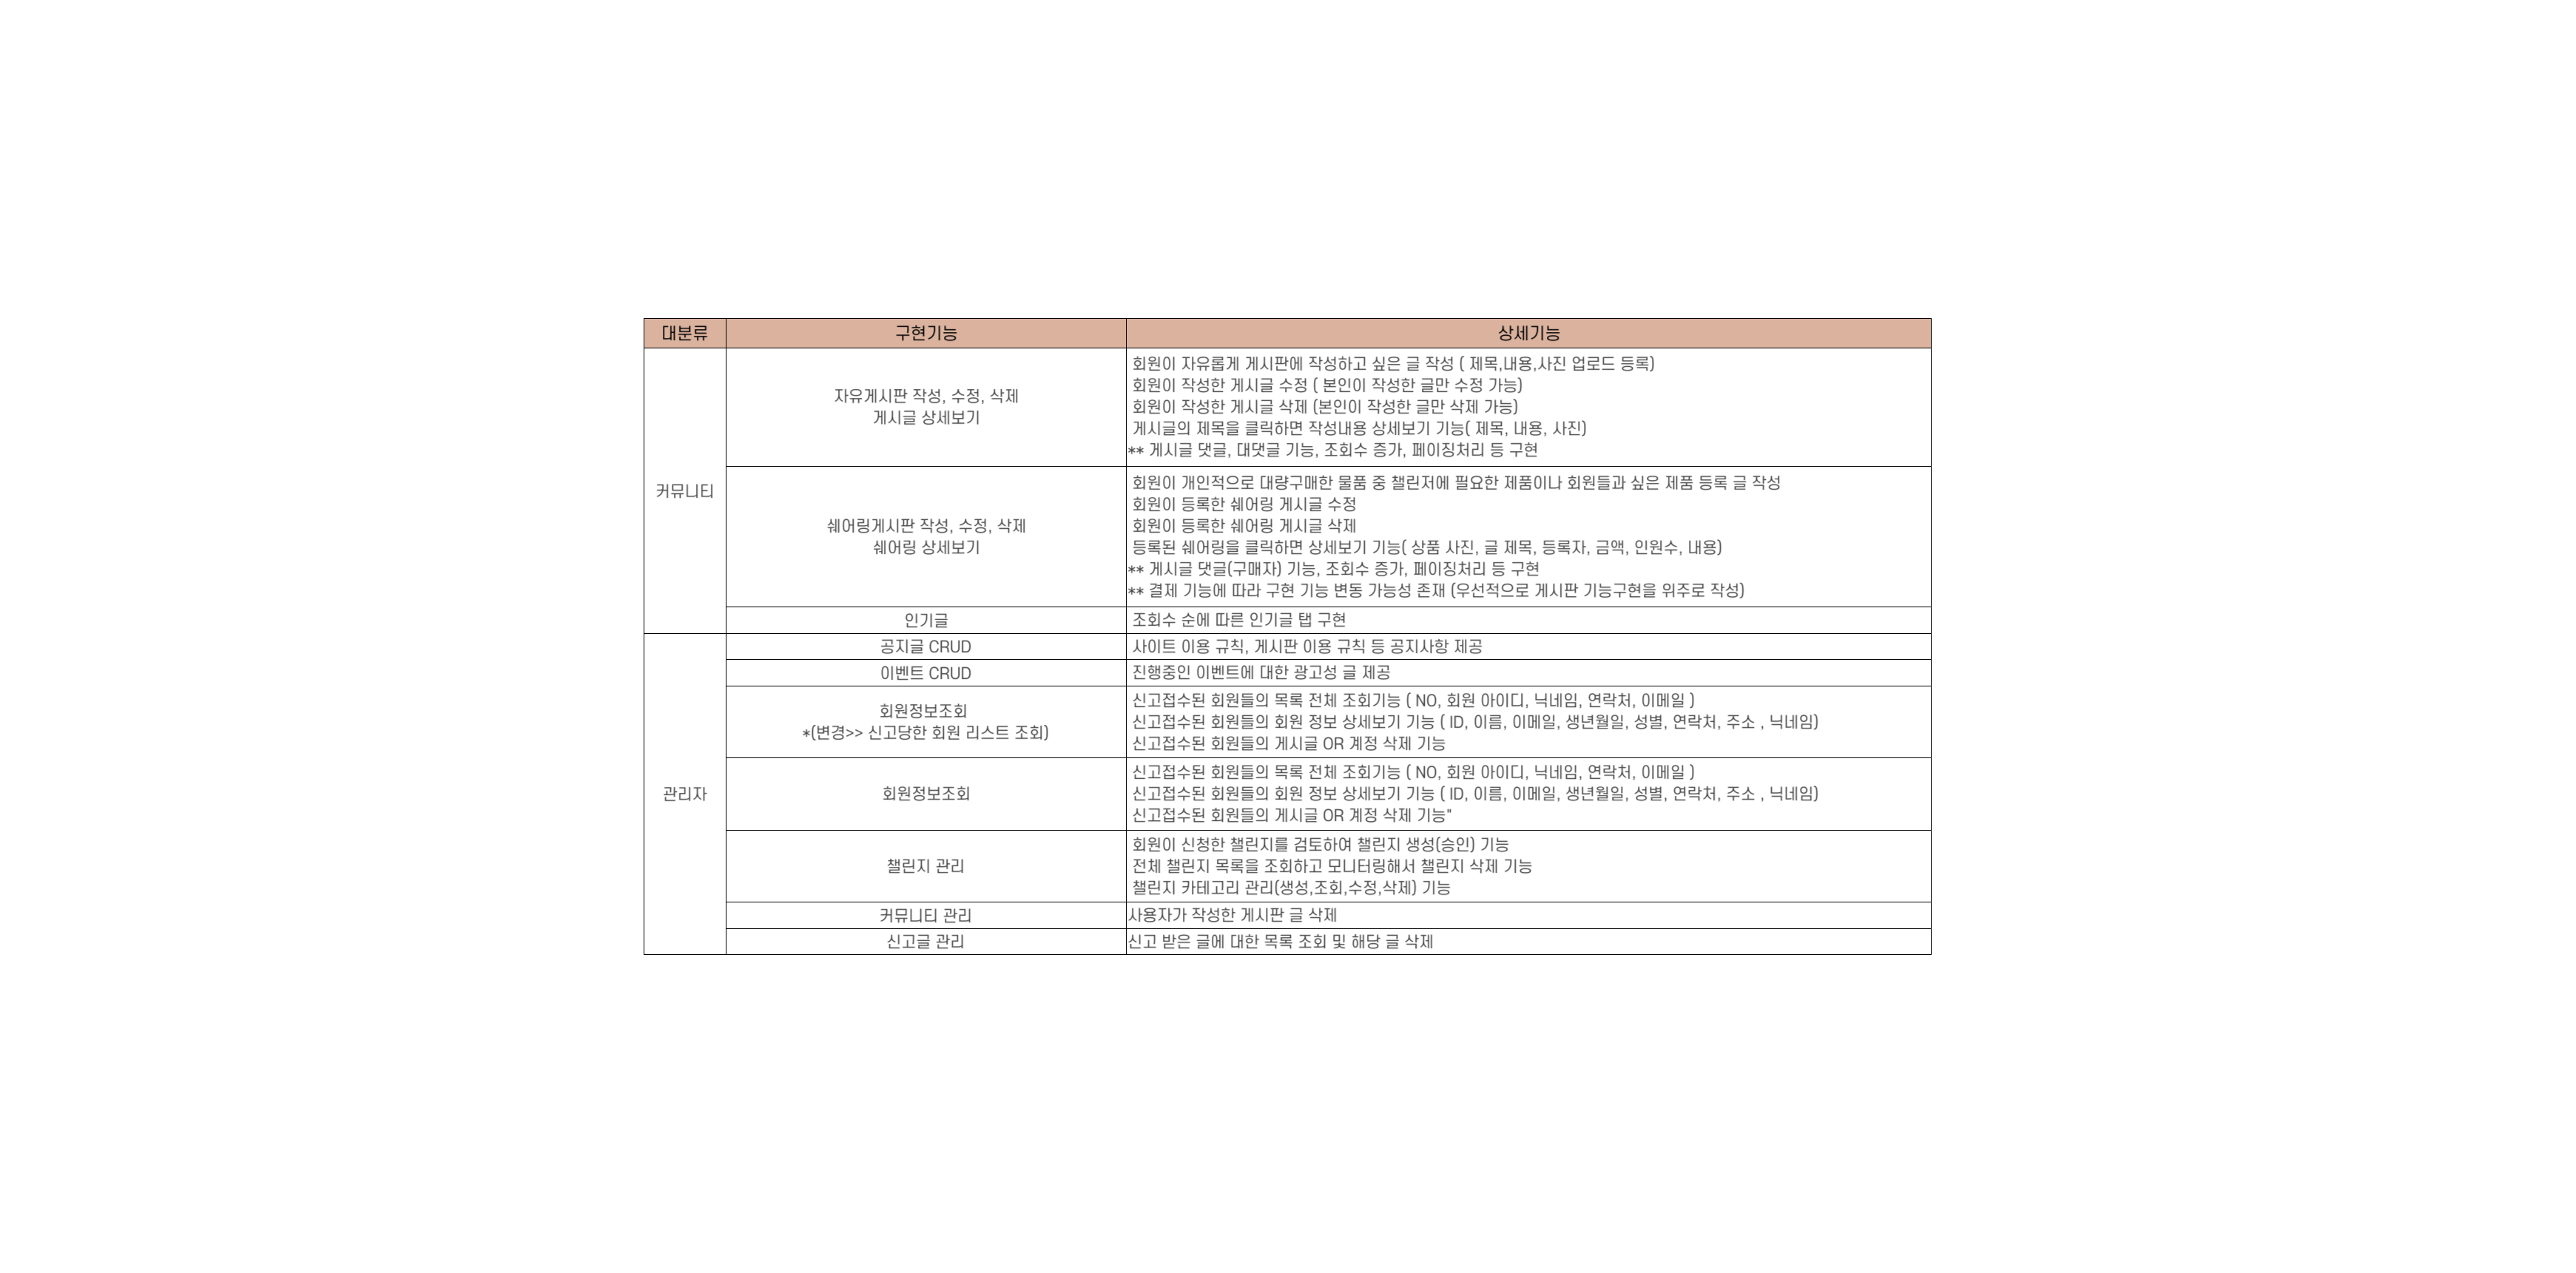 대분류 구현기능 상세기능
커뮤니티
자유게시판 작성, 수정, 삭제
게시글 상세보기
회원이 자유롭게 게시판에 작성하고 싶은 글 작성 ( 제목,내용,사진 업로드 등록)
회원이 작성한 게시글 수정 ( 본인이 작성한 글만 수정 가능)
회원이 작성한 게시글 삭제 (본인이 작성한 글만 삭제 가능)
게시글의 제목을 클릭하면 작성내용 상세보기 기능( 제목, 내용, 사진)
** 게시글 댓글, 대댓글 기능, 조회수 증가, 페이징처리 등 구현
쉐어링게시판 작성, 수정, 삭제
쉐어링 상세보기
회원이 개인적으로 대량구매한 물품 중 챌린저에 필요한 제품이나 회원들과 싶은 제품 등록 글 작성
회원이 등록한 쉐어링 게시글 수정
회원이 등록한 쉐어링 게시글 삭제
등록된 쉐어링을 클릭하면 상세보기 기능( 상품 사진, 글 제목, 등록자, 금액, 인원수, 내용)
** 게시글 댓글(구매자) 기능, 조회수 증가, 페이징처리 등 구현
** 결제 기능에 따라 구현 기능 변동 가능성 존재 (우선적으로 게시판 기능구현을 위주로 작성)
인기글 조회수 순에 따른 인기글 탭 구현
관리자
공지글 CRUD 사이트 이용 규칙, 게시판 이용 규칙 등 공지사항 제공
이벤트 CRUD 진행중인 이벤트에 대한 광고성 글 제공
회원정보조회
*(변경>> 신고당한 회원 리스트 조회)
신고접수된 회원들의 목록 전체 조회기능 ( NO, 회원 아이디, 닉네임, 연락처, 이메일 )
신고접수된 회원들의 회원 정보 상세보기 기능 ( ID, 이름, 이메일, 생년월일, 성별, 연락처, 주소 , 닉네임)
신고접수된 회원들의 게시글 OR 계정 삭제 기능
회원정보조회
신고접수된 회원들의 목록 전체 조회기능 ( NO, 회원 아이디, 닉네임, 연락처, 이메일 )
신고접수된 회원들의 회원 정보 상세보기 기능 ( ID, 이름, 이메일, 생년월일, 성별, 연락처, 주소 , 닉네임)
신고접수된 회원들의 게시글 OR 계정 삭제 기능"
챌린지 관리
회원이 신청한 챌린지를 검토하여 챌린지 생성(승인) 기능
전체 챌린지 목록을 조회하고 모니터링해서 챌린지 삭제 기능
챌린지 카테고리 관리(생성,조회,수정,삭제) 기능
커뮤니티 관리 사용자가 작성한 게시판 글 삭제
신고글 관리 신고 받은 글에 대한 목록 조회 및 해당 글 삭제